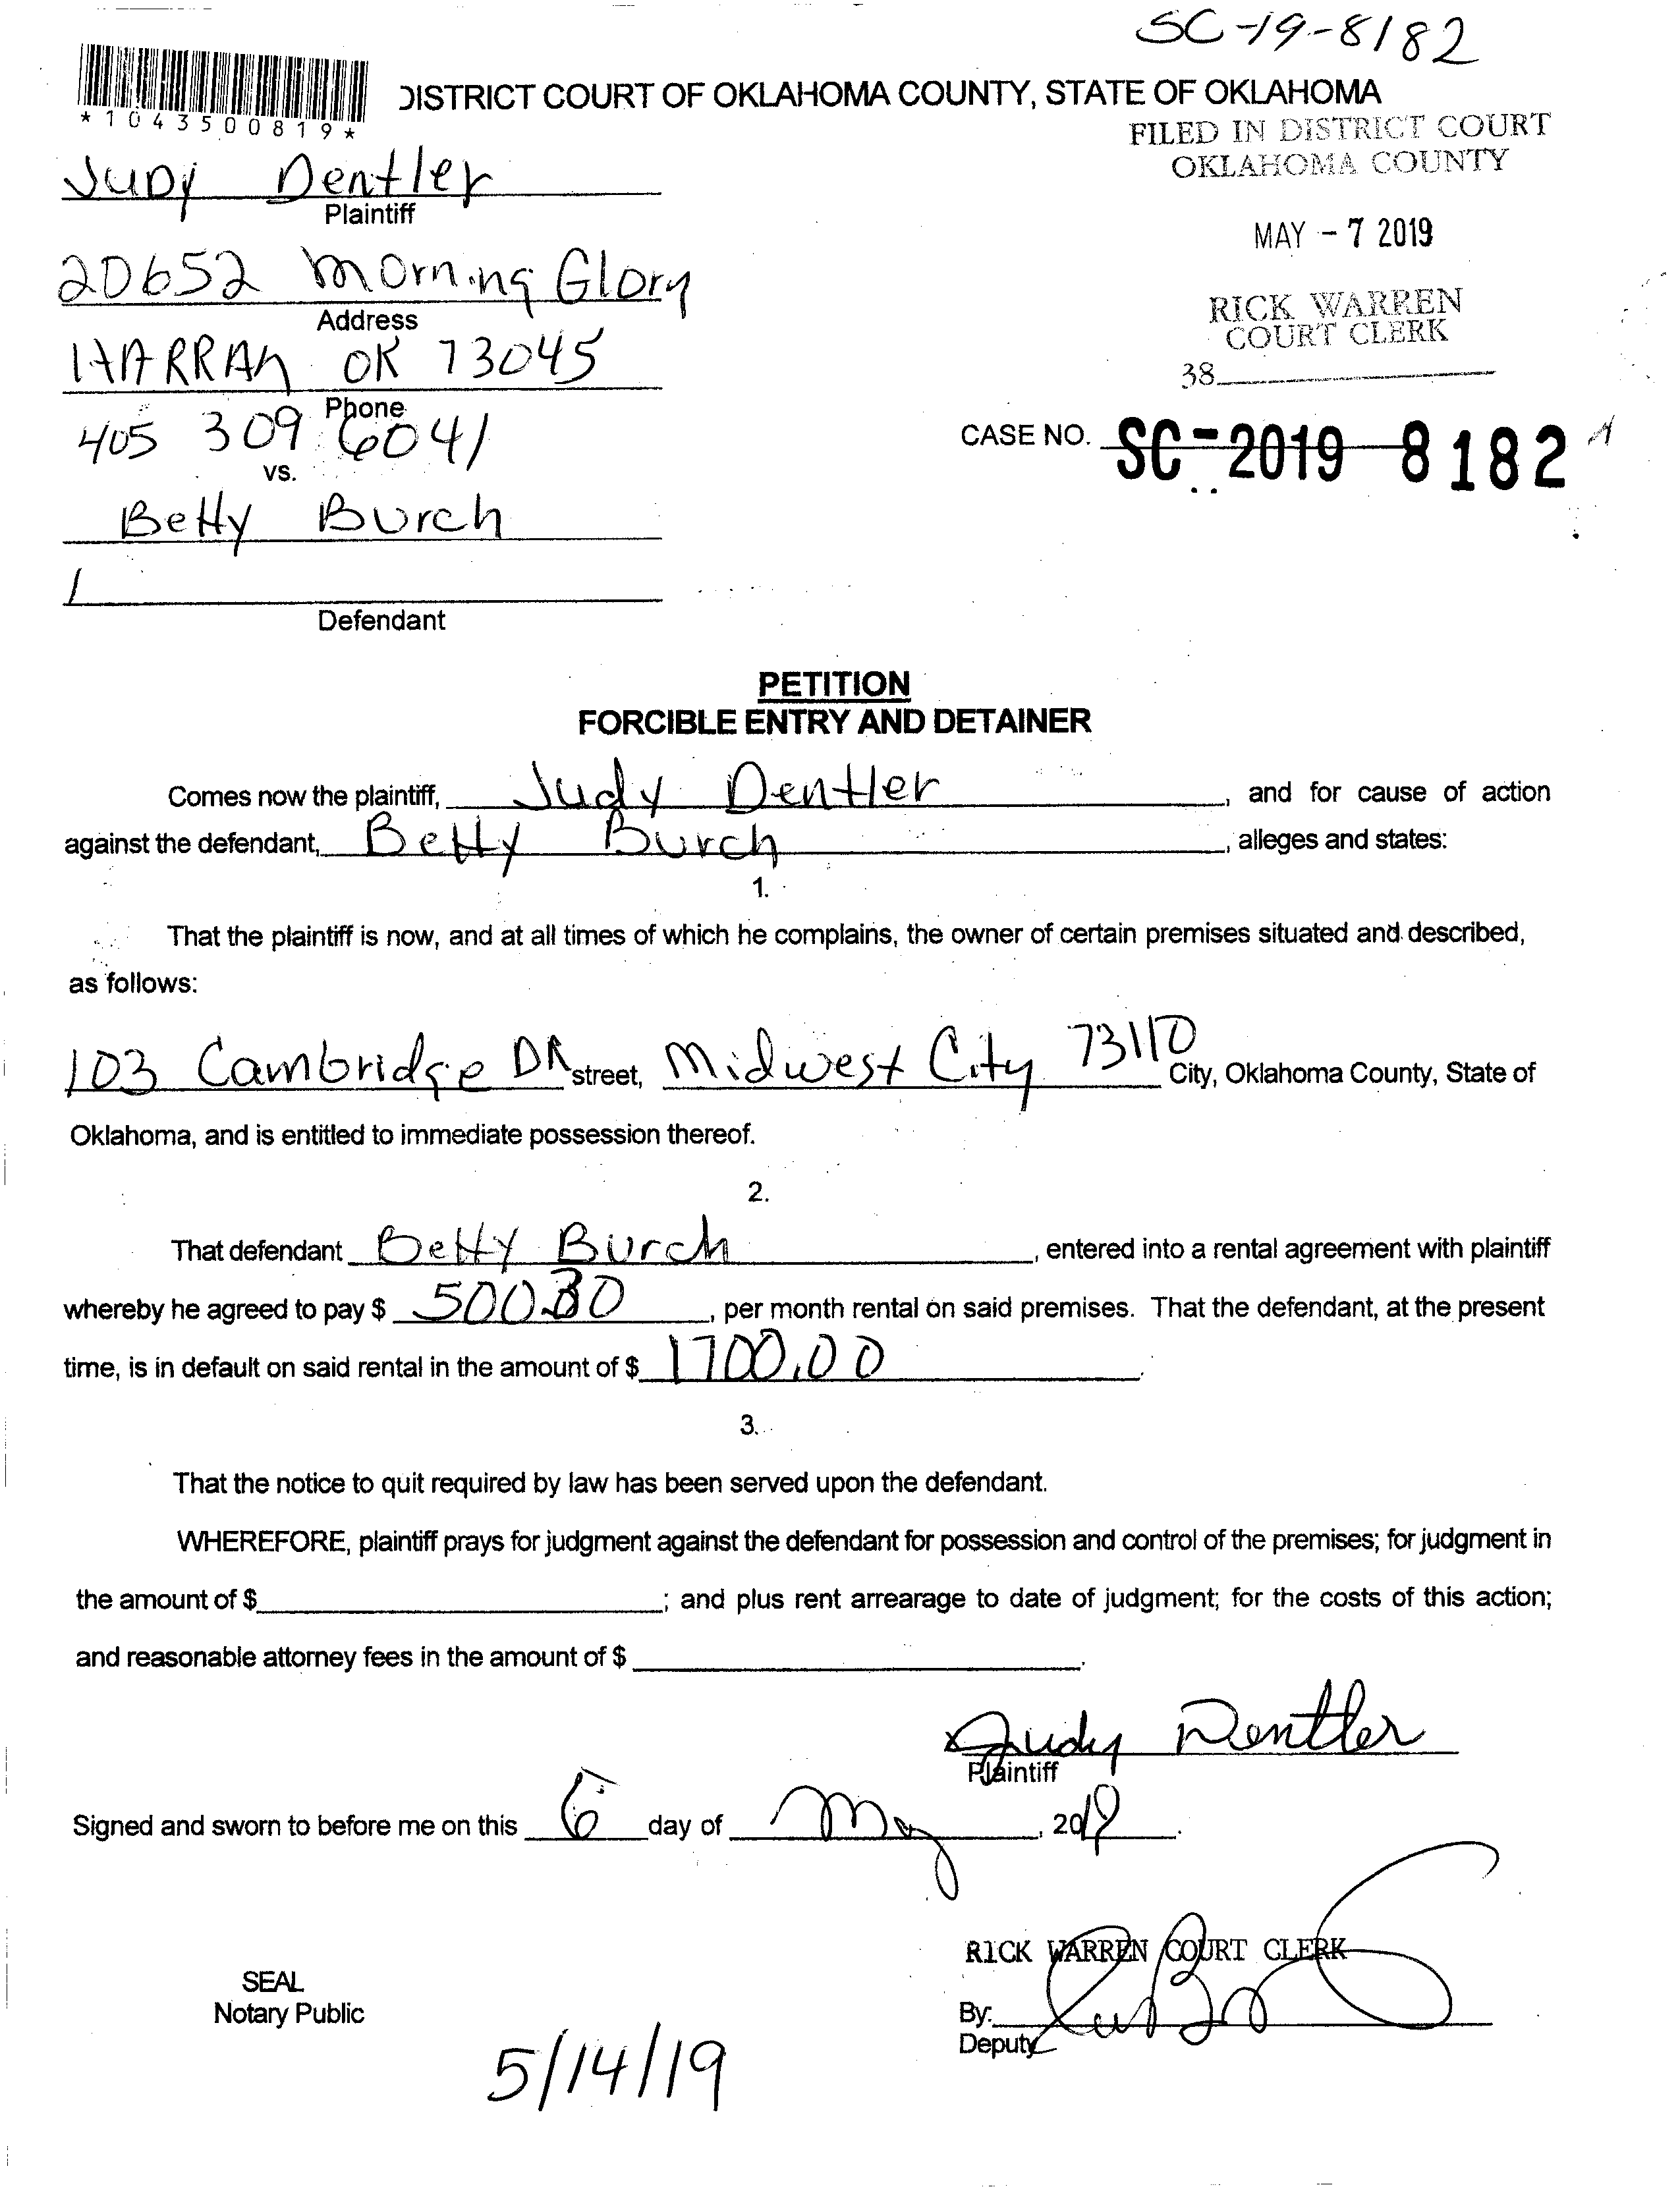 SC-19-8182
*1043500819*
DISTRICT COURT OF OKLAHOMA COUNTY, STATE OF OKLAHOMA
FILED IN DISTRICT COURT
OKLAHOMA COUNTY
Judy Dentler
Plaintiff
MAY - 7 2019
20652 Morning Glory
Address
RICK WARREN
COURT CLERK
HARRAh OK 73045
38
Phone
405 309 6041
CASE NO. SC-2019 8182
vs.
Betty Burch
Defendant
PETITION
FORCIBLE ENTRY AND DETAINER
Comes now the plaintiff, Judy Dentler, and for cause of action
against the defendant, Betty Burch, alleges and states:
1.
That the plaintiff is now, and at all times of which he complains, the owner of certain premises situated and described,
as follows:
103 Cambridge DR street, Midwest City 73110 City, Oklahoma County, State of
Oklahoma, and is entitled to immediate possession thereof.
2.
That defendant Betty Burch, entered into a rental agreement with plaintiff
whereby he agreed to pay $ 500.00, per month rental on said premises. That the defendant, at the present
time, is in default on said rental in the amount of $ 1700.00.
3.
That the notice to quit required by law has been served upon the defendant.
WHEREFORE, plaintiff prays for judgment against the defendant for possession and control of the premises; for judgment in
the amount of $ ; and plus rent arrearage to date of judgment; for the costs of this action;
and reasonable attorney fees in the amount of $ .
Judy Dentler
Plaintiff
Signed and sworn to before me on this 6 day of May, 2019.
RICK WARREN COURT CLERK
SEAL
Notary Public
By:
Deputy
5/14/19